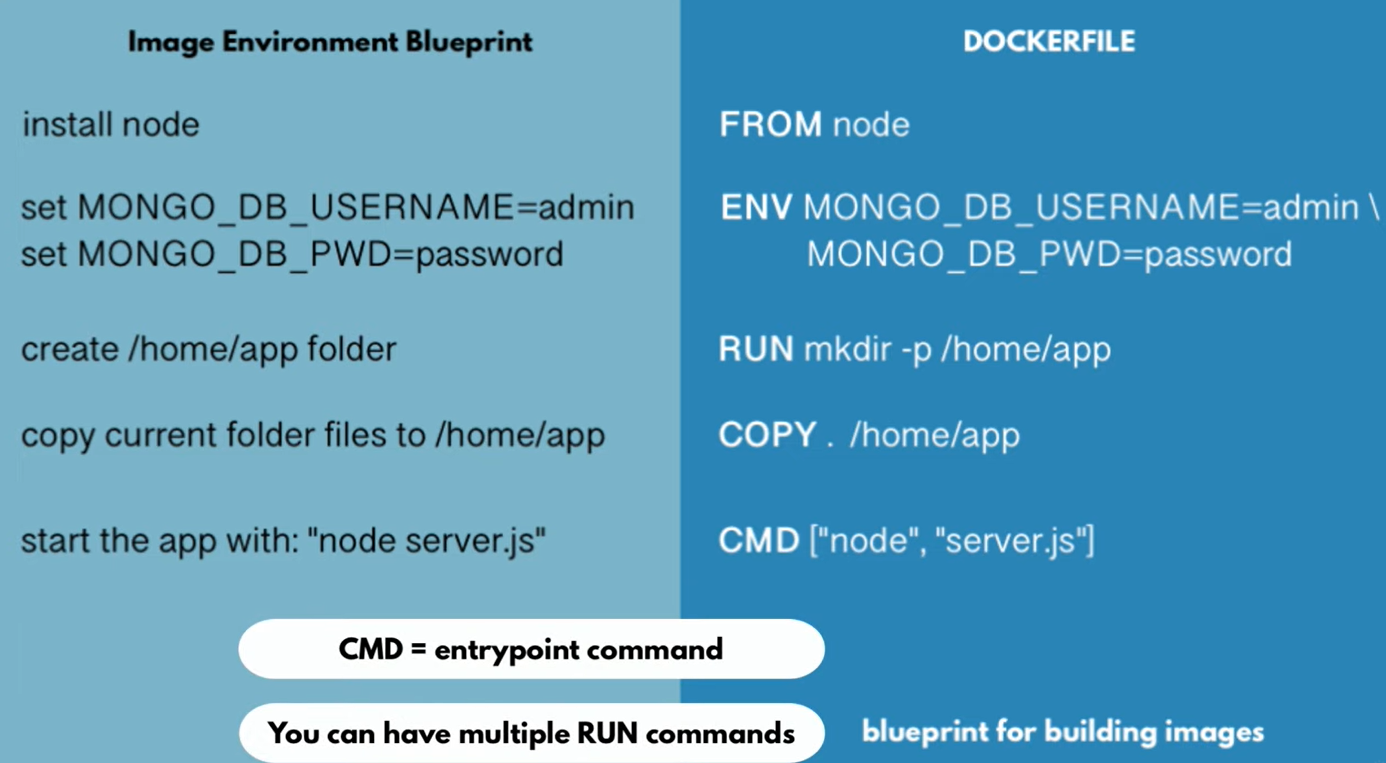 Image Environment Blueprint
DOCKERFILE
install node
FROM node
set MONGO_DB_USERNAME=admin
ENV MONGO_DB_USERNAME=admin \
set MONGO_DB_PWD=password
MONGO_DB_PWD=password
create /home/app folder
RUN mkdir -p /home/app
copy current folder files to /home/app
COPY . /home/app
start the app with: "node server.js"
CMD ["node", "server.js"]
CMD = entrypoint command
You can have multiple RUN commands
blueprint for building images